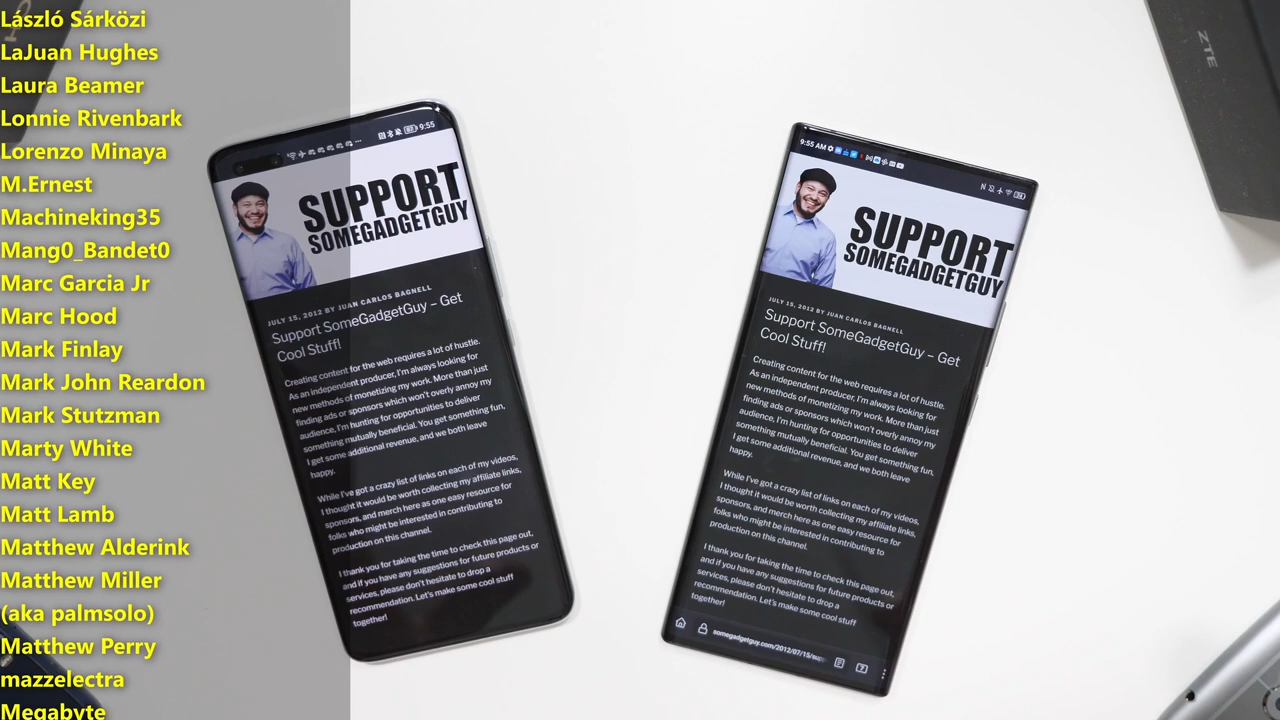 László Sárközi
LaJuan Hughes
Laura Beamer
Lonnie Rivenbark
Lorenzo Minaya
M.Ernest
Machineking35
Mang0_Bandet0
Marc Garcia Jr
Marc Hood
Mark Finlay
Mark John Reardon
Mark Stutzman
Marty White
Matt Key
Matt Lamb
Matthew Alderink
Matthew Miller
(aka palmsolo)
Matthew Perry
mazzelectra
Megabyte
9:55
SUPPORT
SOMEGADGETGUY
JULY 15, 2012 BY JUAN CARLOS BAGNELL
Support SomeGadgetGuy – Get
Cool Stuff!
Creating content for the web requires a lot of hustle.
As an independent producer, I'm always looking for
new methods of monetizing my work. More than just
finding ads or sponsors which won't overly annoy my
audience, I'm hunting for opportunities to deliver
something mutually beneficial. You get something fun,
I get some additional revenue, and we both leave
happy.
While I've got a crazy list of links on each of my videos,
I thought it would be worth collecting my affiliate links,
sponsors, and merch here as one easy resource for
folks who might be interested in contributing to
production on this channel.
I thank you for taking the time to check this page out,
and if you have any suggestions for future products or
services, please don't hesitate to drop a
recommendation. Let's make some cool stuff
together!
9:55 AM
SUPPORT
SOMEGADGETGUY
JULY 15, 2012 BY JUAN CARLOS BAGNELL
Support SomeGadgetGuy – Get
Cool Stuff!
Creating content for the web requires a lot of hustle.
As an independent producer, I'm always looking for
new methods of monetizing my work. More than just
finding ads or sponsors which won't overly annoy my
audience, I'm hunting for opportunities to deliver
something mutually beneficial. You get something fun,
I get some additional revenue, and we both leave
happy.
While I've got a crazy list of links on each of my videos,
I thought it would be worth collecting my affiliate links,
sponsors, and merch here as one easy resource for
folks who might be interested in contributing to
production on this channel.
I thank you for taking the time to check this page out,
and if you have any suggestions for future products or
services, please don't hesitate to drop a
recommendation. Let's make some cool stuff
together!
somegadgetguy.com/2012/07/15/supp
ZTE